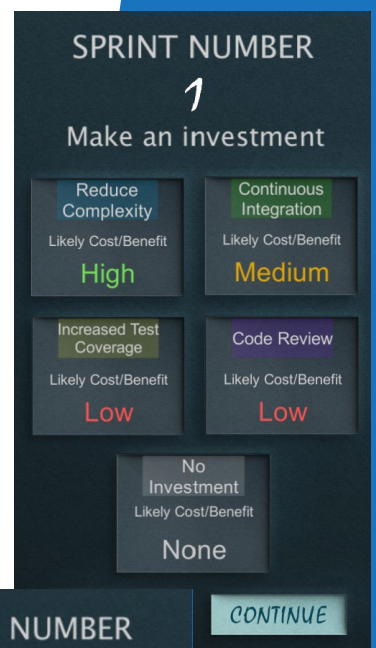 SPRINT NUMBER
1
Make an investment
Reduce
Complexity
Likely Cost/Benefit
High
Continuous
Integration
Likely Cost/Benefit
Medium
Increased Test
Coverage
Likely Cost/Benefit
Low
Code Review
Likely Cost/Benefit
Low
No
Investment
Likely Cost/Benefit
None
CONTINUE
NUMBER